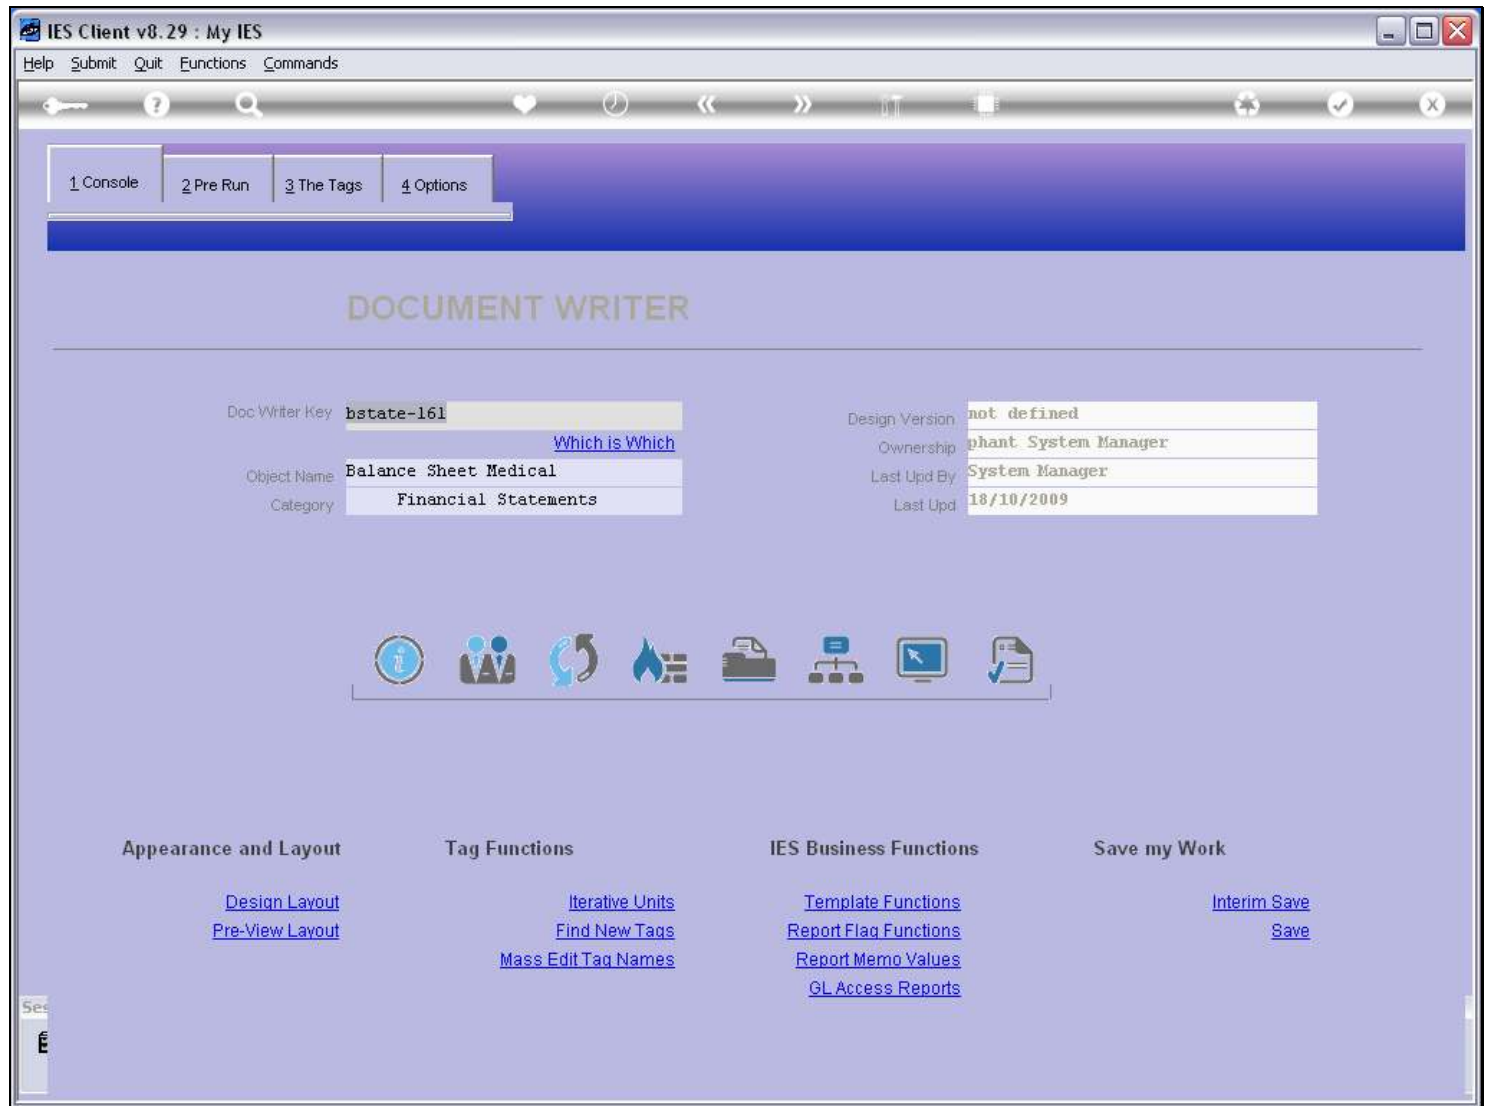 IES Client v8.29 : My IES
Help Submit Quit Functions Commands
1 Console 2 Pre Run 3 The Tags 4 Options
DOCUMENT WRITER
Doc Writer Key bstate-161 Design Version not defined
Which is Which Ownership phant System Manager
Object Name Balance Sheet Medical Last Upd By System Manager
Category Financial Statements Last Upd 18/10/2009
Appearance and Layout Tag Functions IES Business Functions Save my Work
Design Layout Iterative Units Template Functions Interim Save
Pre-View Layout Find New Tags Report Flag Functions Save
Mass Edit Tag Names Report Memo Values
GL Access Reports
Ses